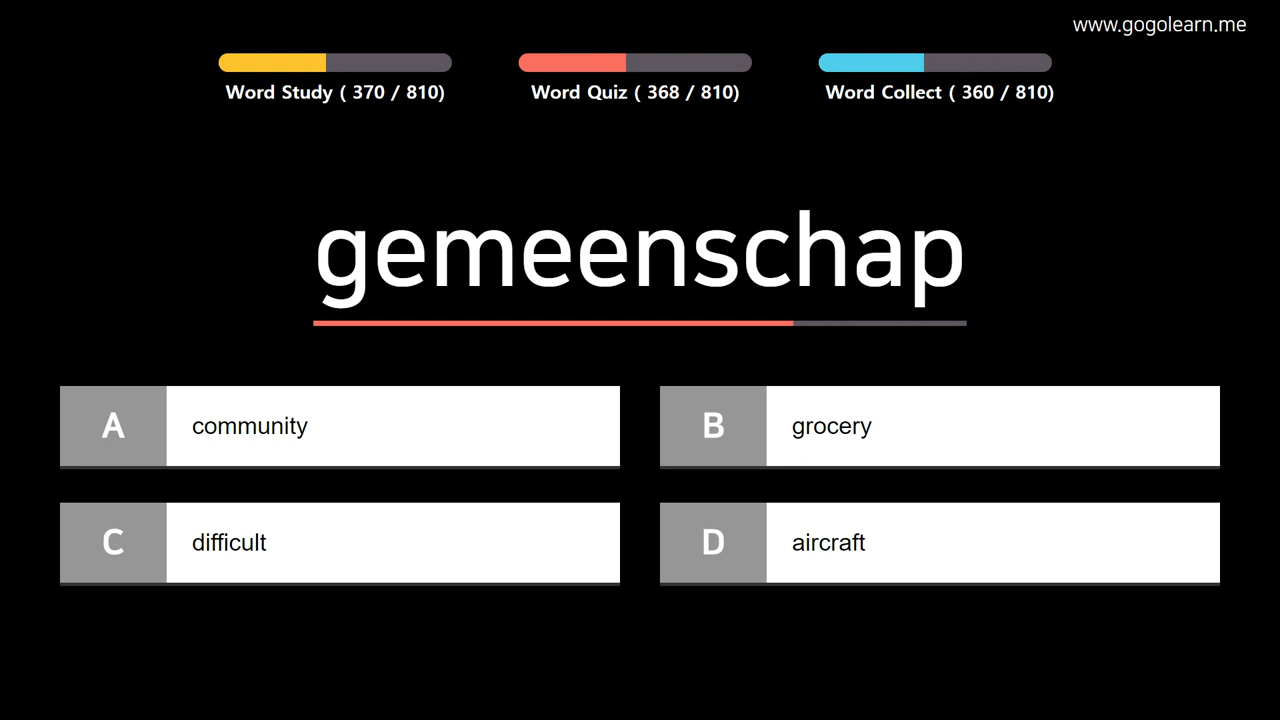 www.gogolearn.me
Word Study ( 370 / 810)
Word Quiz ( 368 / 810)
Word Collect ( 360 / 810)
gemeenschap
A community
B grocery
C difficult
D aircraft